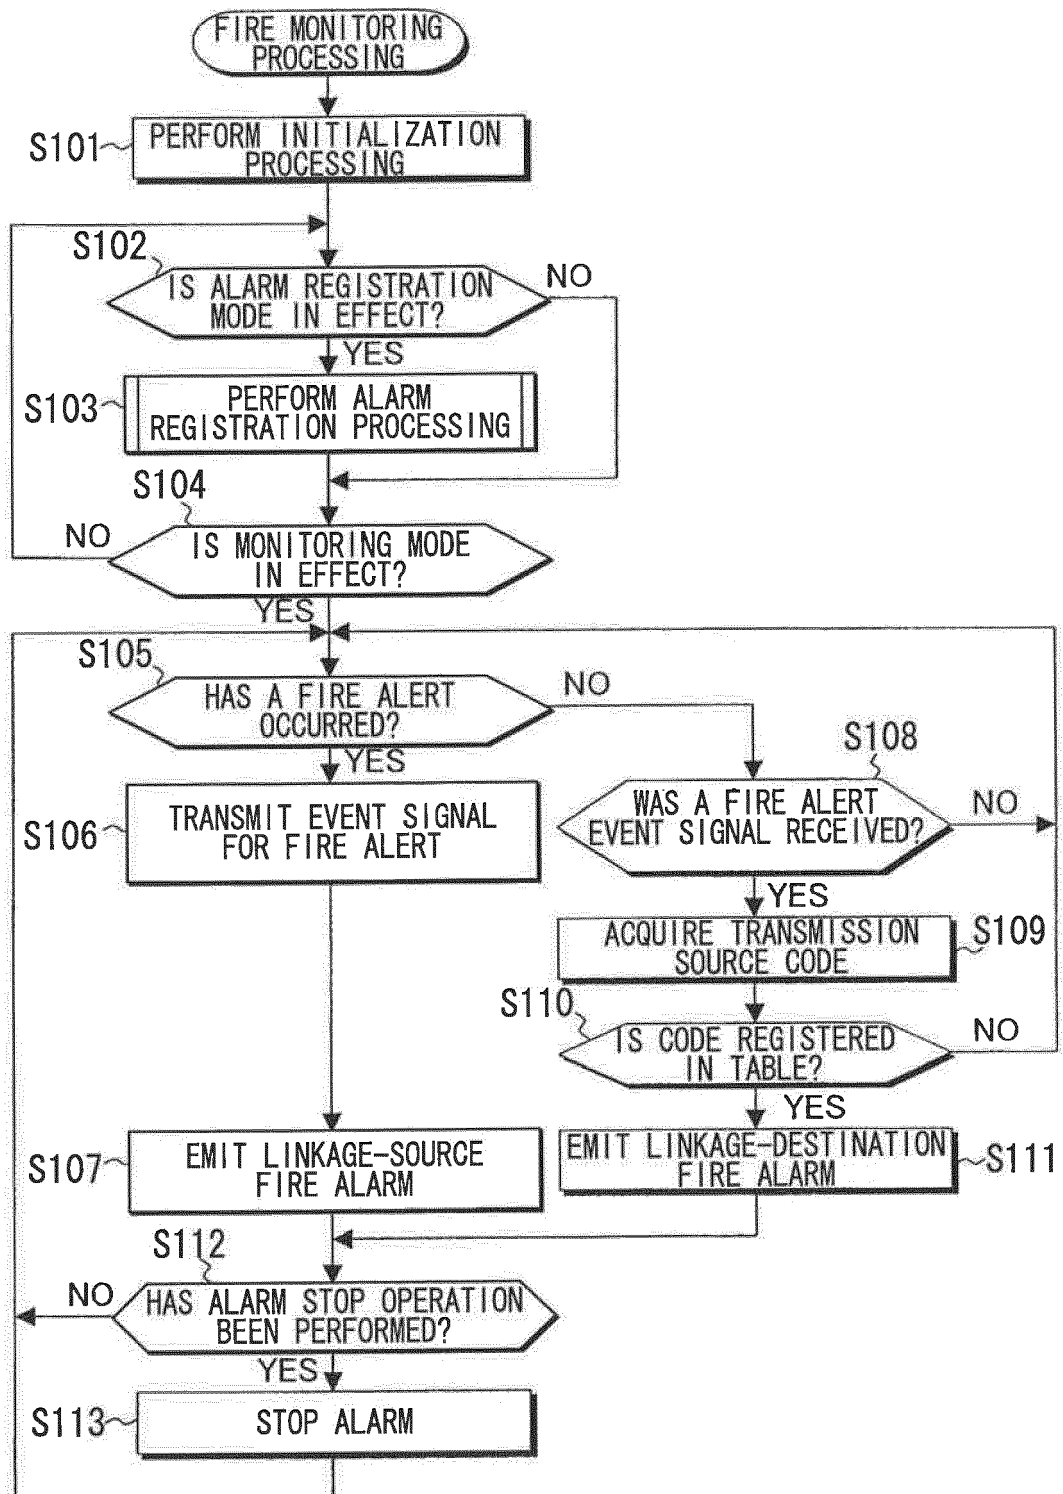 FIRE MONITORING
PROCESSING
S101
PERFORM INITIALIZATION
PROCESSING
S102
IS ALARM REGISTRATION
MODE IN EFFECT?
NO
YES
S103
PERFORM ALARM
REGISTRATION PROCESSING
S104
NO
IS MONITORING MODE
IN EFFECT?
YES
S105
HAS A FIRE ALERT
OCCURRED?
NO
YES
S106
TRANSMIT EVENT SIGNAL
FOR FIRE ALERT
S108
WAS A FIRE ALERT
EVENT SIGNAL RECEIVED?
NO
YES
ACQUIRE TRANSMISSION
SOURCE CODE
S109
S110
IS CODE REGISTERED
IN TABLE?
NO
YES
S107
EMIT LINKAGE-SOURCE
FIRE ALARM
EMIT LINKAGE-DESTINATION
FIRE ALARM
S111
S112
NO
HAS ALARM STOP OPERATION
BEEN PERFORMED?
YES
S113
STOP ALARM